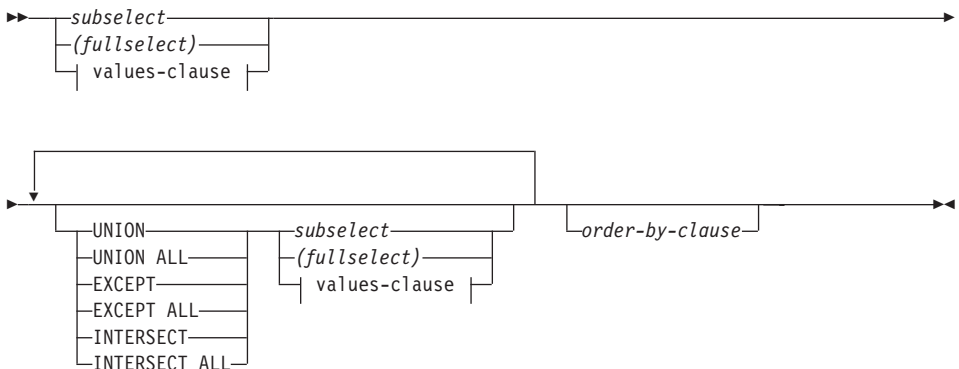 subselect
(fullselect)
values-clause
UNION subselect order-by-clause
UNION ALL (fullselect)
EXCEPT values-clause
EXCEPT ALL
INTERSECT
INTERSECT ALL